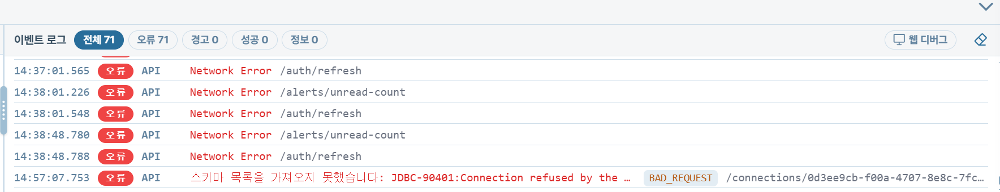 이벤트 로그 전체 71 오류 71 경고 0 성공 0 정보 0 웹 디버그
14:37:01.565 오류 API Network Error /auth/refresh
14:38:01.226 오류 API Network Error /alerts/unread-count
14:38:01.548 오류 API Network Error /auth/refresh
14:38:48.780 오류 API Network Error /alerts/unread-count
14:38:48.788 오류 API Network Error /auth/refresh
14:57:07.753 오류 API 스키마 목록을 가져오지 못했습니다: JDBC-90401:Connection refused by the … BAD_REQUEST /connections/0d3ee9cb-f00a-4707-8e8c-7fc…